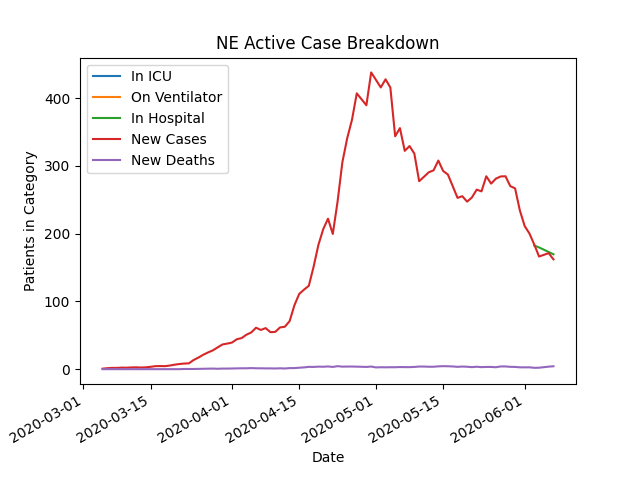 NE Active Case Breakdown
In ICU
On Ventilator
In Hospital
New Cases
New Deaths
Patients in Category
400
300
200
100
0
2020-03-01
2020-03-15
2020-04-01
2020-04-15
2020-05-01
2020-05-15
2020-06-01
Date